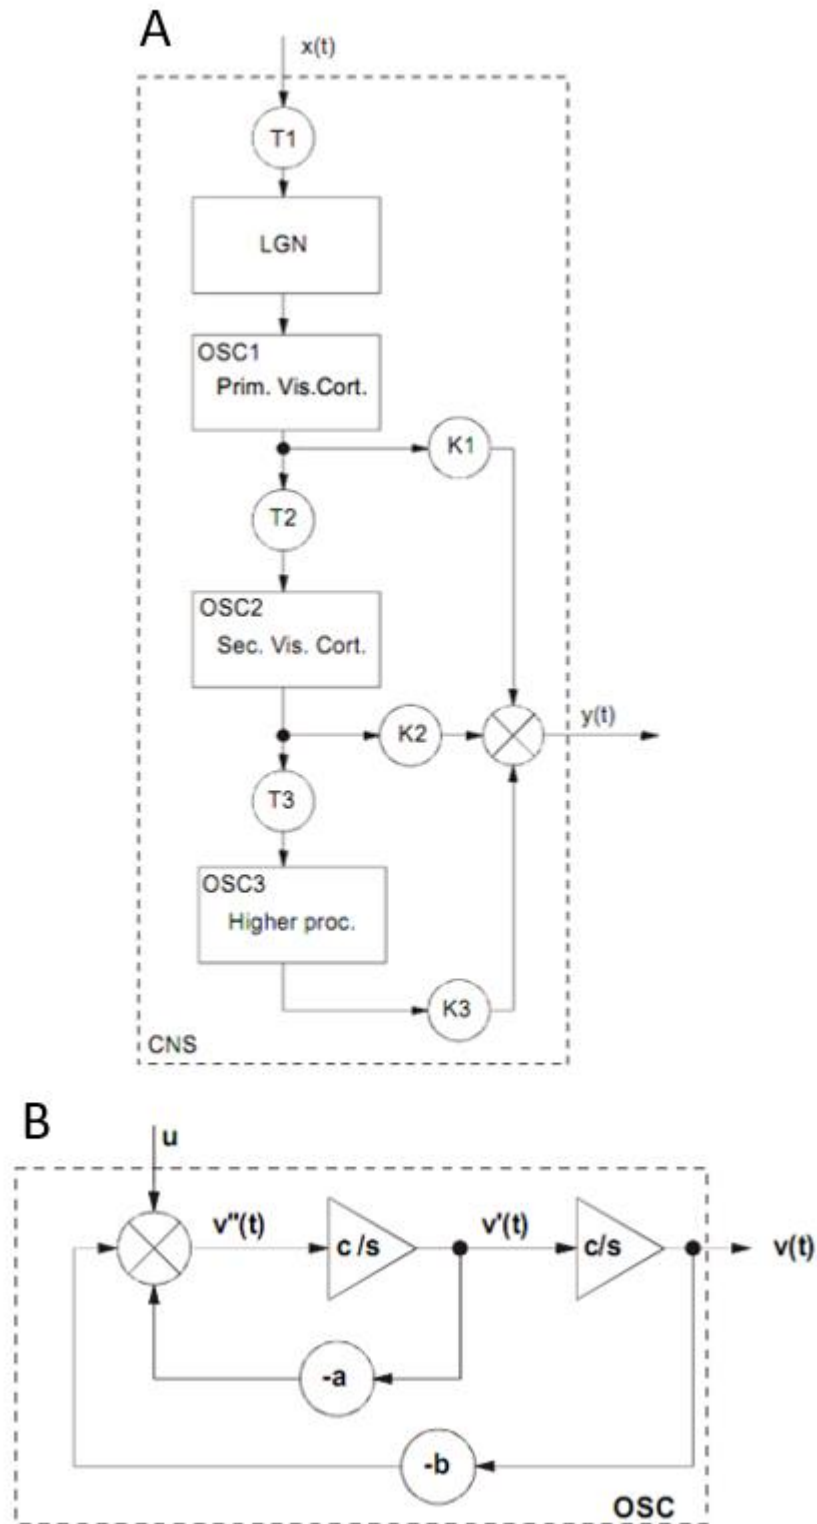 A
x(t)
T1
LGN
OSC1
Prim. Vis.Cort.
K1
T2
OSC2
Sec. Vis. Cort.
K2
y(t)
T3
OSC3
Higher proc.
K3
CNS
B
u
v"(t)
c /s
v'(t)
c/s
v(t)
-a
-b
OSC